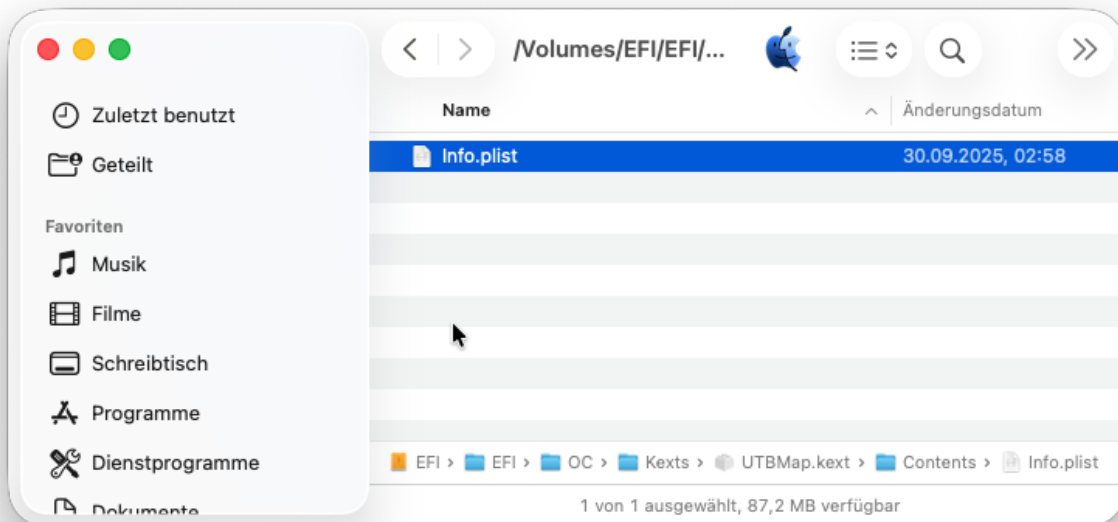 /Volumes/EFI/EFI/...
Zuletzt benutzt
Geteilt
Favoriten
Musik
Filme
Schreibtisch
Programme
Dienstprogramme
Dokumente
Name
Änderungsdatum
Info.plist
30.09.2025, 02:58
EFI › EFI › OC › Kexts › UTBMap.kext › Contents › Info.plist
1 von 1 ausgewählt, 87,2 MB verfügbar